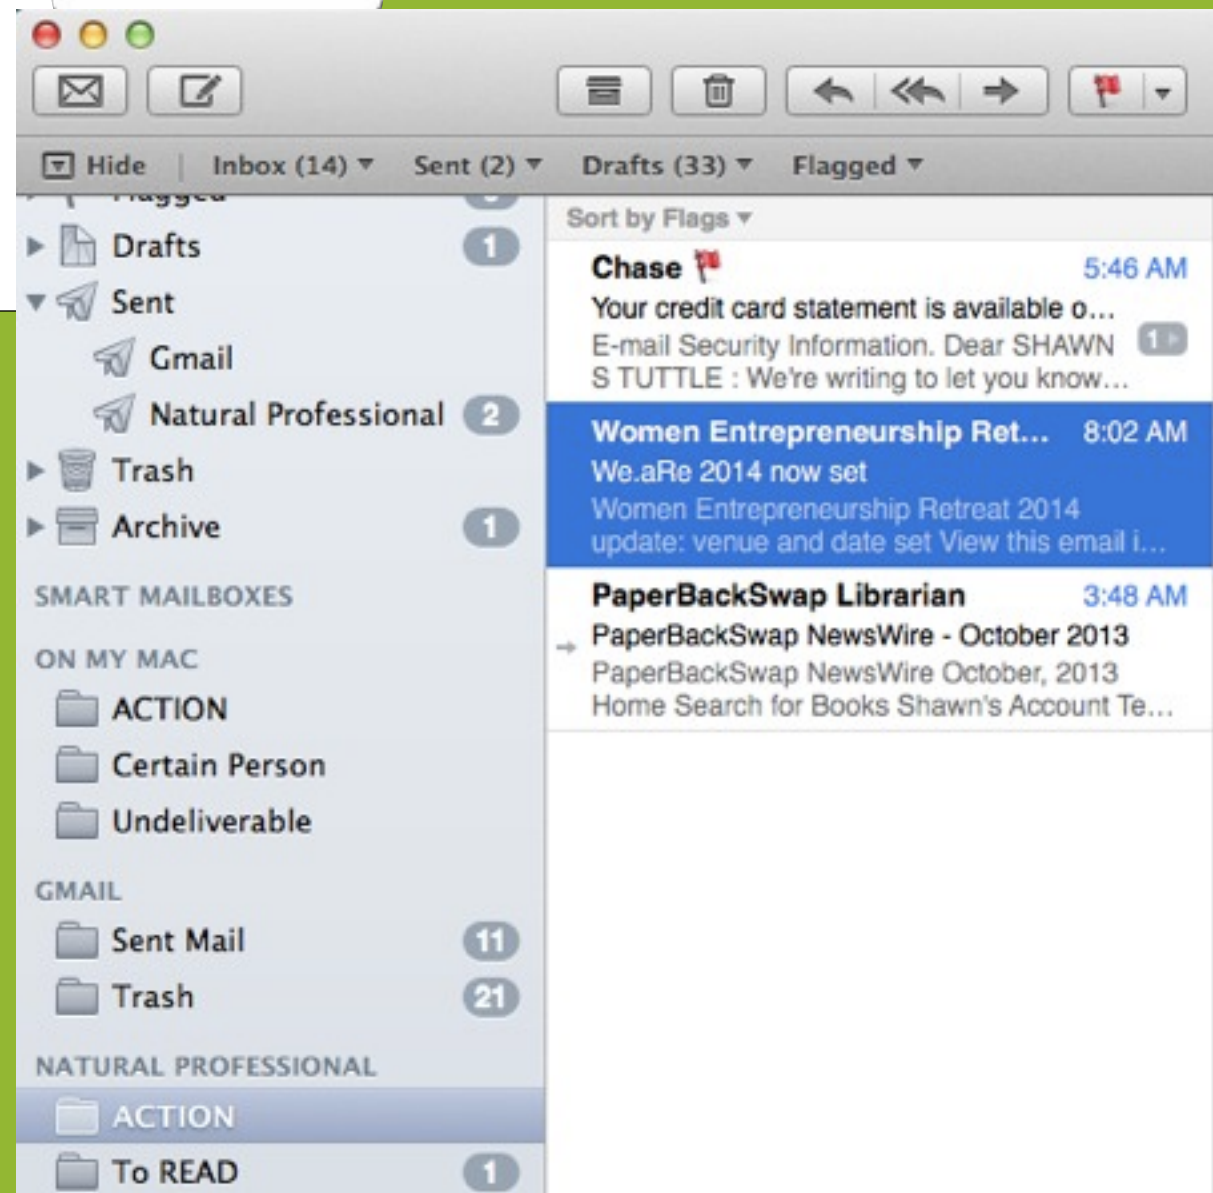 Hide | Inbox (14) ▼ Sent (2) ▼ Drafts (33) ▼ Flagged ▼
Flagged
Drafts 1
Sent
Gmail
Natural Professional 2
Trash
Archive 1
SMART MAILBOXES
ON MY MAC
ACTION
Certain Person
Undeliverable
GMAIL
Sent Mail 11
Trash 21
NATURAL PROFESSIONAL
ACTION
To READ 1
Sort by Flags ▼
Chase 5:46 AM
Your credit card statement is available o...
E-mail Security Information. Dear SHAWN 1
S TUTTLE : We're writing to let you know...
Women Entrepreneurship Ret... 8:02 AM
We.aRe 2014 now set
Women Entrepreneurship Retreat 2014
update: venue and date set View this email i...
PaperBackSwap Librarian 3:48 AM
PaperBackSwap NewsWire - October 2013
PaperBackSwap NewsWire October, 2013
Home Search for Books Shawn's Account Te...